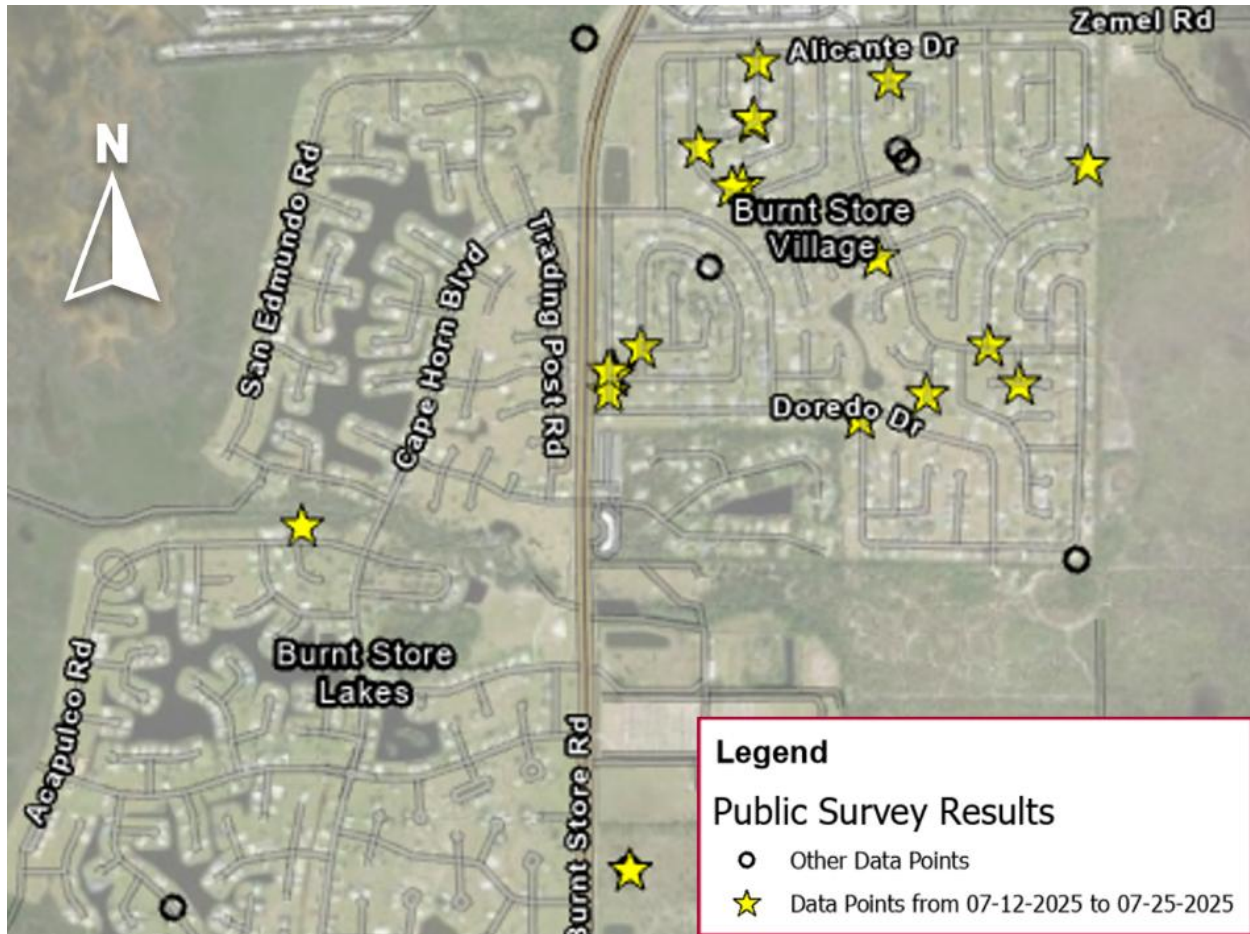 Zemel Rd
Alicante Dr
N
San Edmundo Rd
Cape Horn Blvd
Trading Post Rd
Burnt Store
Village
Doredo Dr
Burnt Store
Lakes
Acapulco Rd
Burnt Store Rd
Legend
Public Survey Results
Other Data Points
Data Points from 07-12-2025 to 07-25-2025